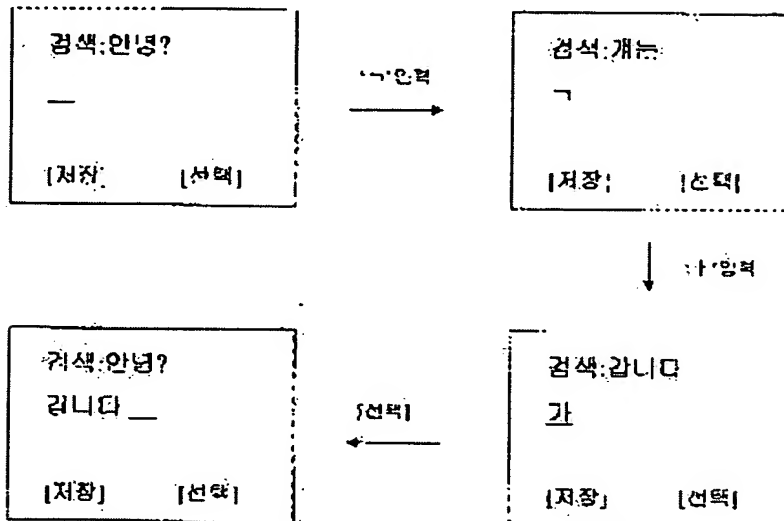 검색:안녕?
[저장] [선택]
'ㄱ'입력
검색:걔는
ㄱ
[저장] [선택]
'ㅏ'입력
검색:갑니다
가
[저장] [선택]
[선택]
검색:안녕?
갑니다
[저장] [선택]